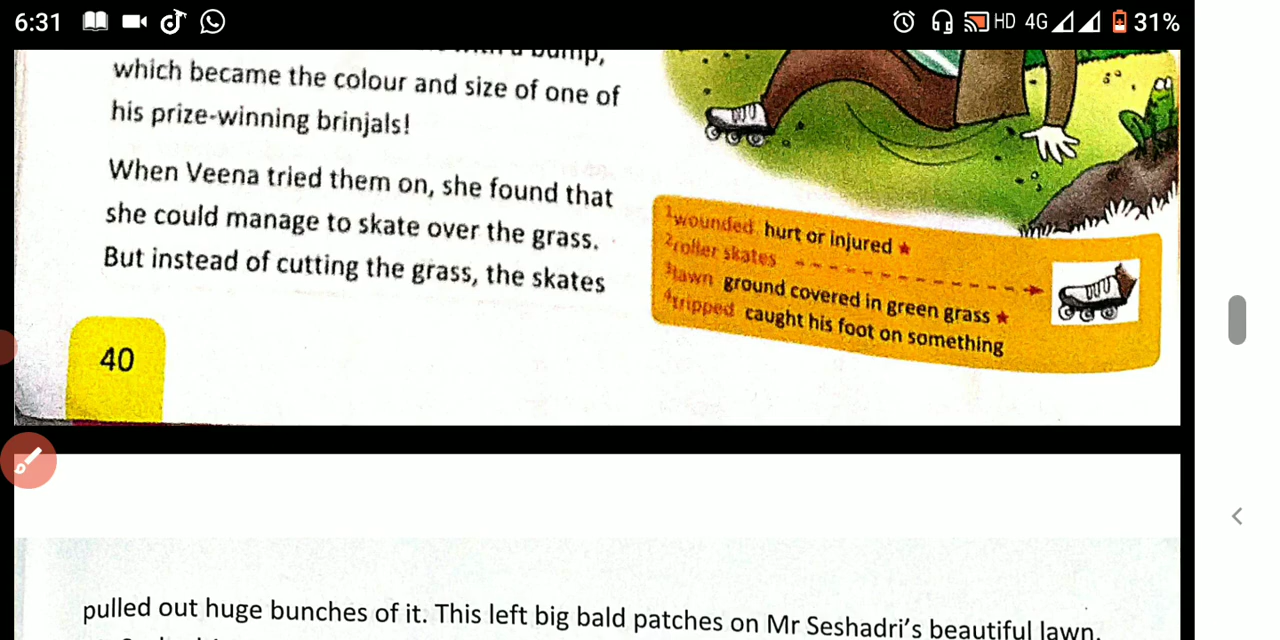 6:31 HD 4G 31%
bump,
which became the colour and size of one of
his prize-winning brinjals!
When Veena tried them on, she found that
she could manage to skate over the grass.
But instead of cutting the grass, the skates
1wounded hurt or injured ★
2roller skates
3lawn ground covered in green grass ★
4tripped caught his foot on something
40
pulled out huge bunches of it. This left big bald patches on Mr Seshadri's beautiful lawn.